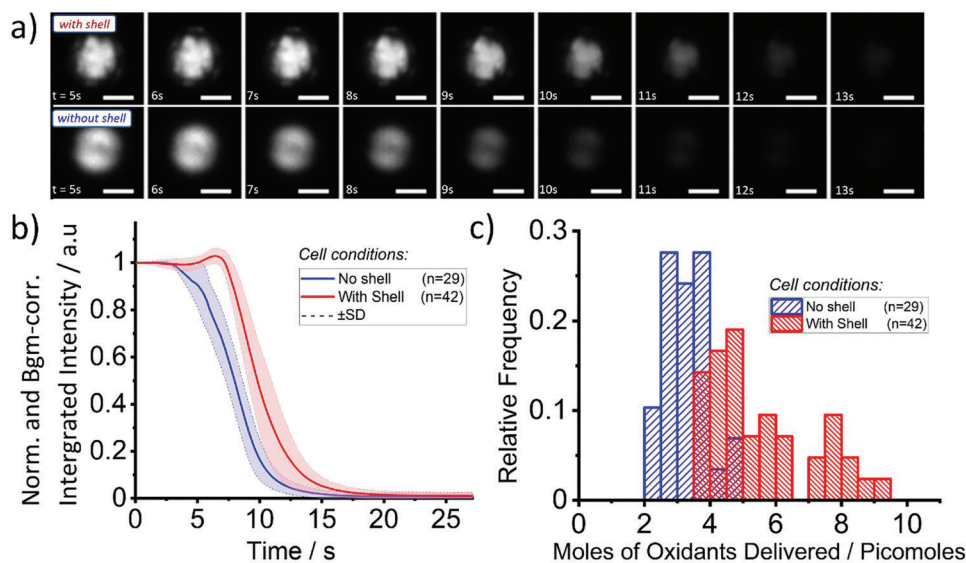 a)
with shell
t = 5s
6s
7s
8s
9s
10s
11s
12s
13s
without shell
t = 5s
6s
7s
8s
9s
10s
11s
12s
13s
b)
Norm. and Bgm-corr.
Intergrated Intensity / a.u
1
0.8
0.6
0.4
0.2
0
0
5
10
15
20
25
Time / s
Cell conditions:
No shell (n=29)
With Shell (n=42)
±SD
c)
Relative Frequency
0.3
0.2
0.1
0
0
2
4
6
8
10
Moles of Oxidants Delivered / Picomoles
Cell conditions:
No shell (n=29)
With Shell (n=42)